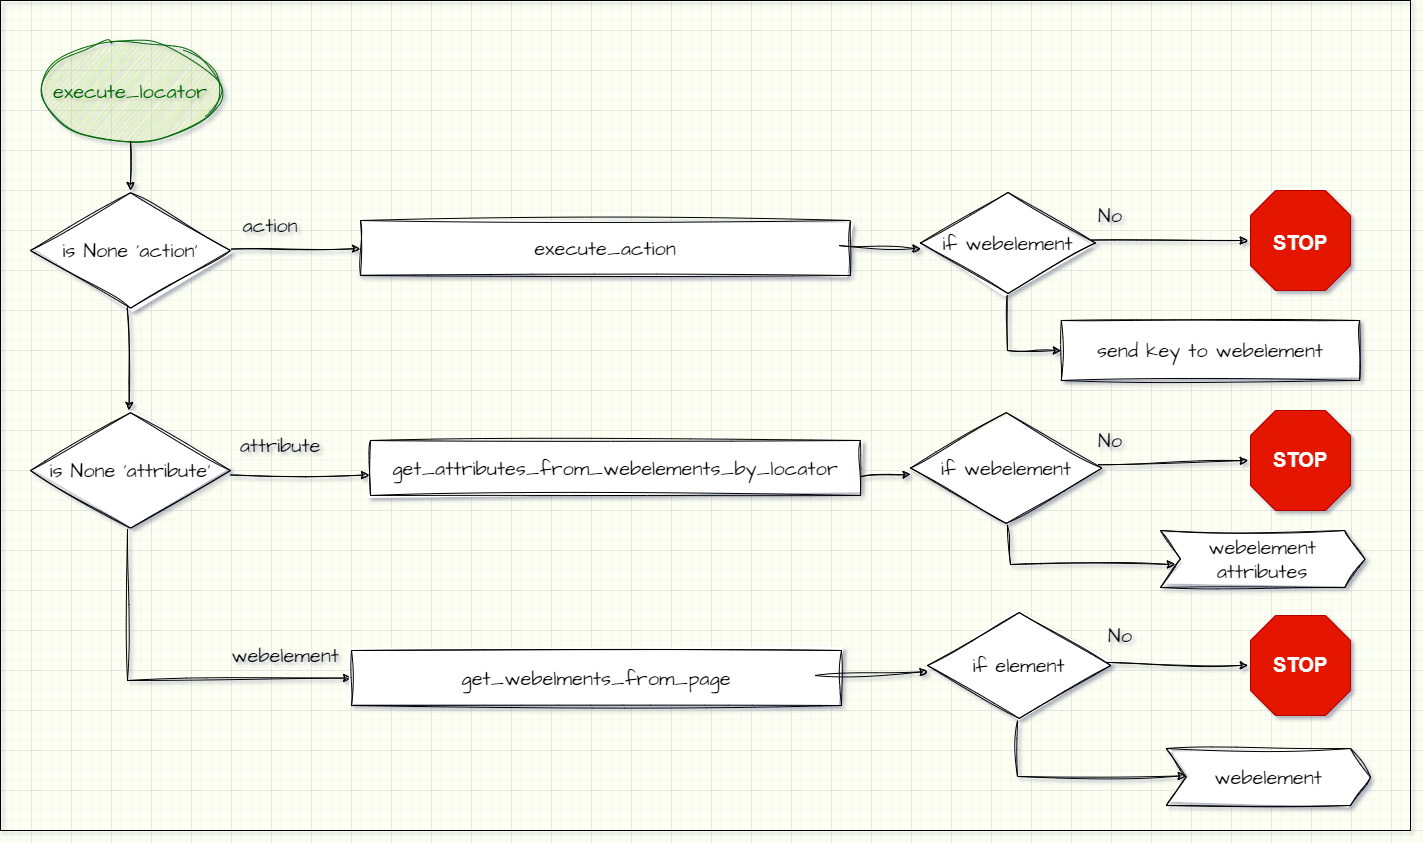 execute_locator
is None 'action'
action
execute_action
if webelement
No
STOP
send key to webelement
is None 'attribute'
attribute
get_attributes_from_webelements_by_locator
if webelement
No
STOP
webelement
attributes
webelement
get_webelments_from_page
if element
No
STOP
webelement